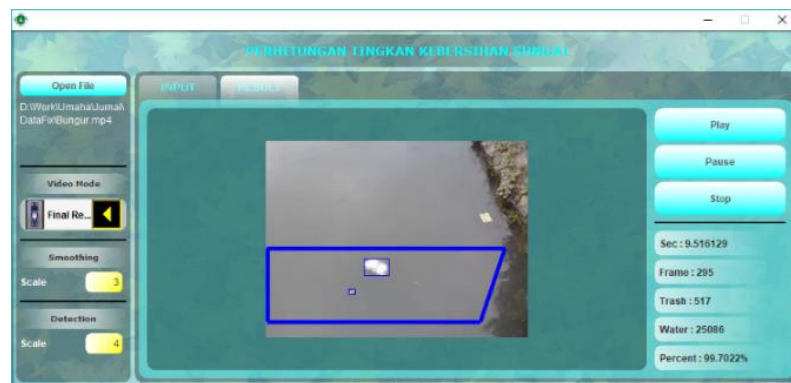 PERHITUNGAN TINGKAN KEBERSIHAN SUNGAI
Open File
D:\Work\Umaha\Jurnal\
DataFix\Bungur.mp4
Video Mode
Final Re...
Smoothing
Scale 3
Detection
Scale 4
INPUT RESULT
Play
Pause
Stop
Sec : 9.516129
Frame : 295
Trash : 517
Water : 25086
Percent : 99.7022%